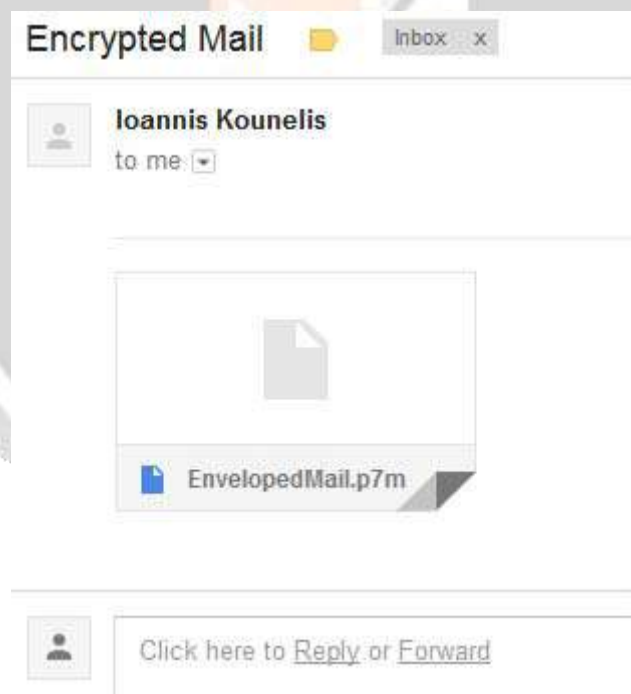 Encrypted Mail Inbox x
Ioannis Kounelis
to me
EnvelopedMail.p7m
Click here to Reply or Forward